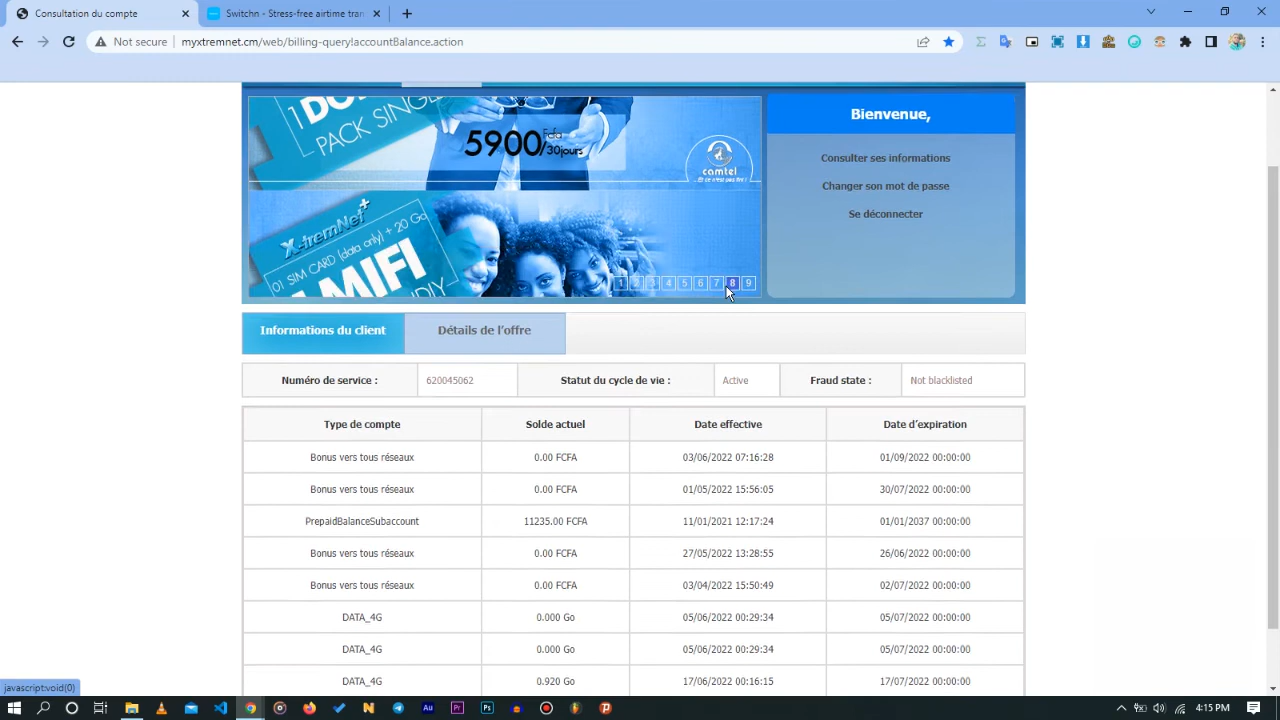 Consultation du compte
Switchn - Stress-free airtime tran
Not secure
myxtremnet.cm/web/billing-query!accountBalance.action
1 DO
PACK SINGL
5900 Fcfa
/30jours
camtel
Et ce n'est pas fini !
X-tremNet+
01 SIM CARD (data only) + 20 Go
MIFI
1 2 3 4 5 6 7 8 9
Bienvenue,
Consulter ses informations
Changer son mot de passe
Se déconnecter
Informations du client
Détails de l'offre
Numéro de service : 620045062 Statut du cycle de vie : Active Fraud state : Not blacklisted
Type de compte Solde actuel Date effective Date d'expiration
Bonus vers tous réseaux 0.00 FCFA 03/06/2022 07:16:28 01/09/2022 00:00:00
Bonus vers tous réseaux 0.00 FCFA 01/05/2022 15:56:05 30/07/2022 00:00:00
PrepaidBalanceSubaccount 11235.00 FCFA 11/01/2021 12:17:24 01/01/2037 00:00:00
Bonus vers tous réseaux 0.00 FCFA 27/05/2022 13:28:55 26/06/2022 00:00:00
Bonus vers tous réseaux 0.00 FCFA 03/04/2022 15:50:49 02/07/2022 00:00:00
DATA_4G 0.000 Go 05/06/2022 00:29:34 05/07/2022 00:00:00
DATA_4G 0.000 Go 05/06/2022 00:29:34 05/07/2022 00:00:00
DATA_4G 0.920 Go 17/06/2022 00:16:15 17/07/2022 00:00:00
javascript:void(0)
4:15 PM